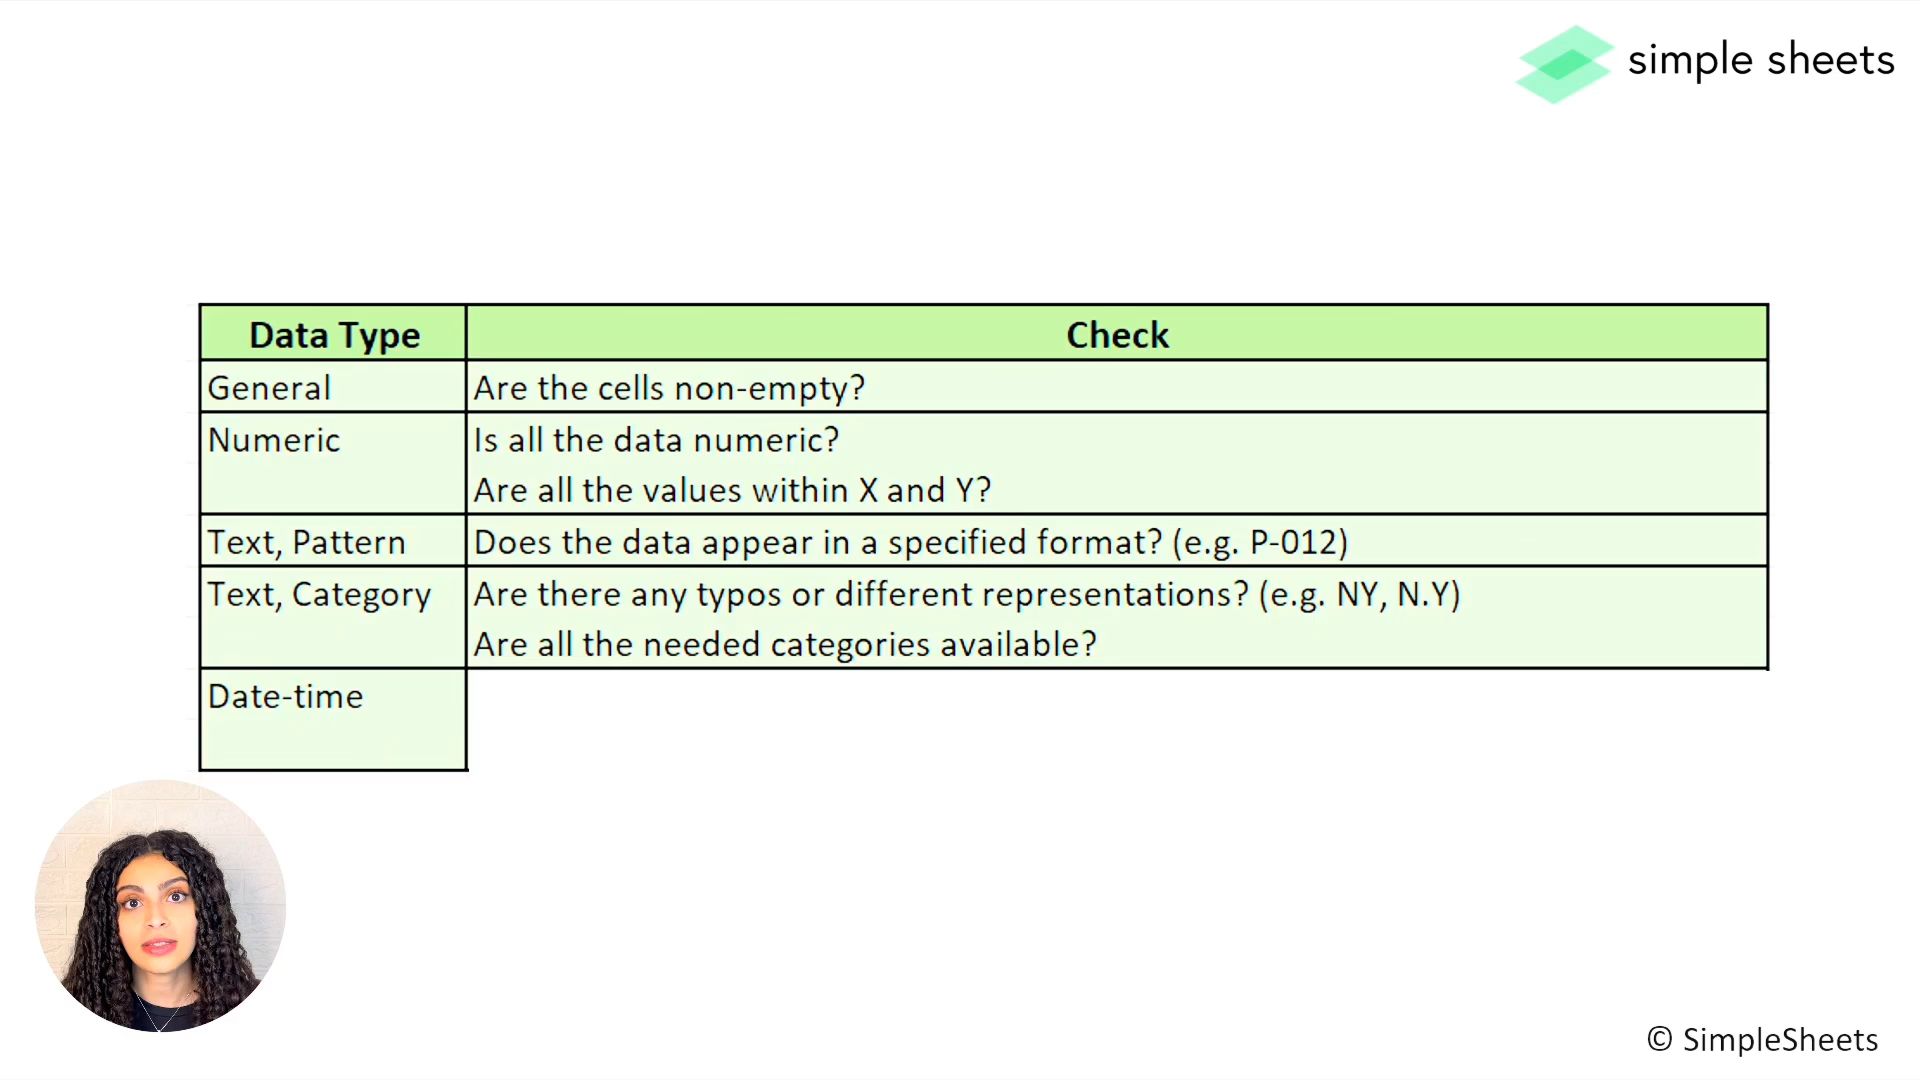 simple sheets
Data Type
Check
General
Are the cells non-empty?
Numeric
Is all the data numeric?
Are all the values within X and Y?
Text, Pattern
Does the data appear in a specified format? (e.g. P-012)
Text, Category
Are there any typos or different representations? (e.g. NY, N.Y)
Are all the needed categories available?
Date-time
© SimpleSheets